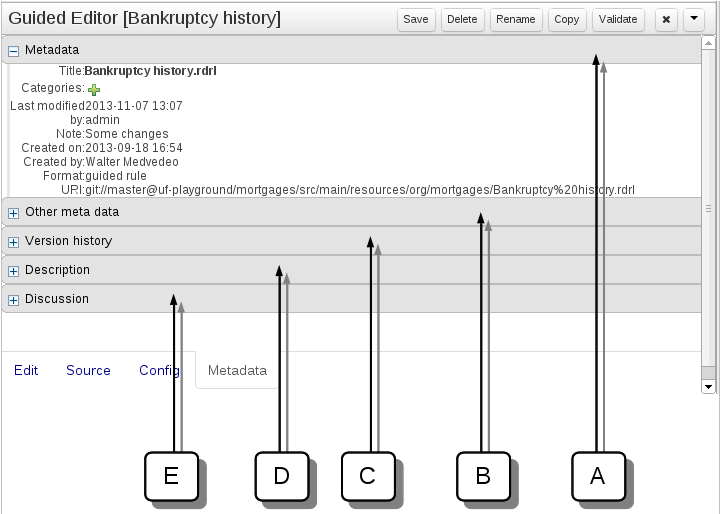 Guided Editor [Bankruptcy history] Save Delete Rename Copy Validate
Metadata
Title:Bankruptcy history.rdrl
Categories:
Last modified2013-11-07 13:07
by:admin
Note:Some changes
Created on:2013-09-18 16:54
Created by:Walter Medvedeo
Format:guided rule
URI:git://master@uf-playground/mortgages/src/main/resources/org/mortgages/Bankruptcy%20history.rdrl
Other meta data
Version history
Description
Discussion
Edit Source Config Metadata
E D C B A